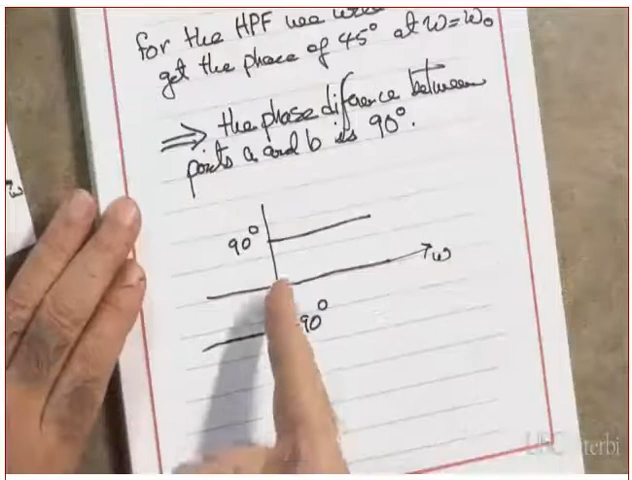 for the HPF we
get the phase of 45° at ω=ω₀
⇒ the phase diference between
points a and b is 90°.
90°
ω
-90°